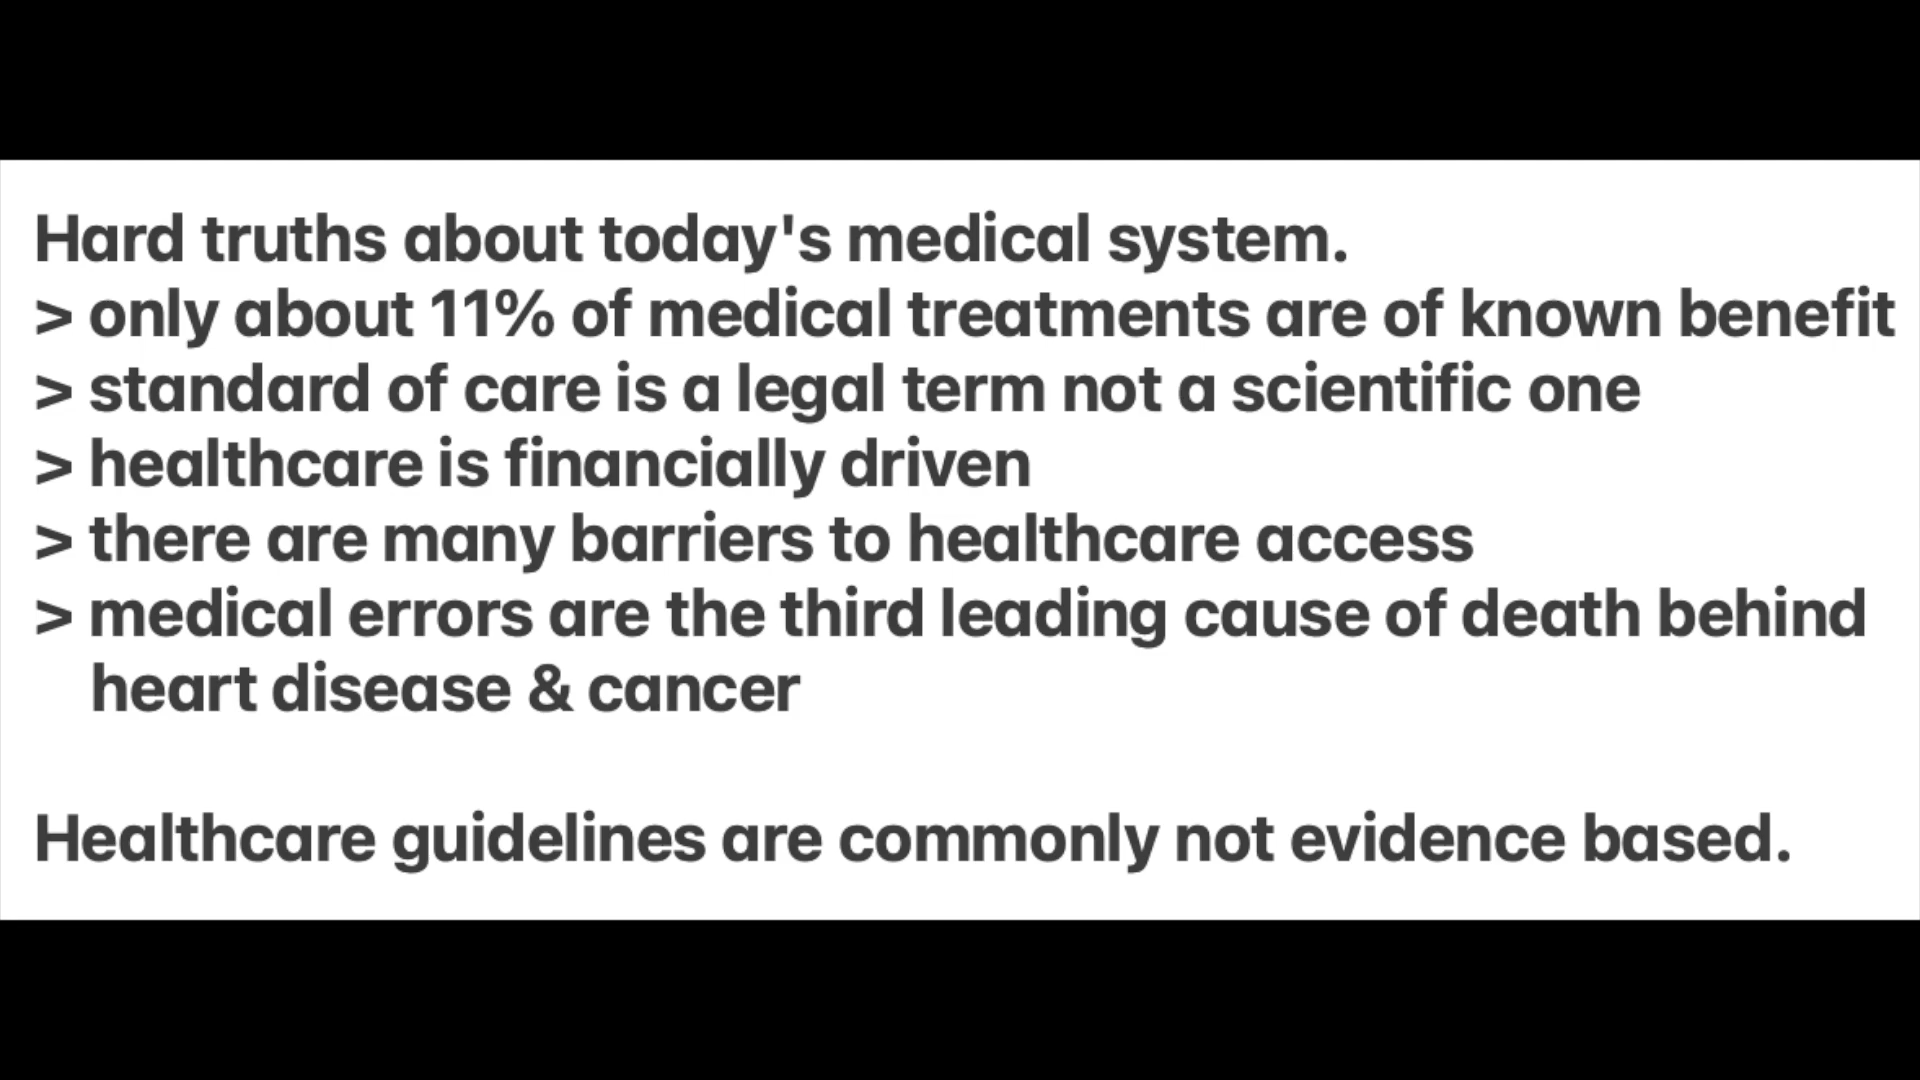 Hard truths about today's medical system.
> only about 11% of medical treatments are of known benefit
> standard of care is a legal term not a scientific one
> healthcare is financially driven
> there are many barriers to healthcare access
> medical errors are the third leading cause of death behind
heart disease & cancer
Healthcare guidelines are commonly not evidence based.